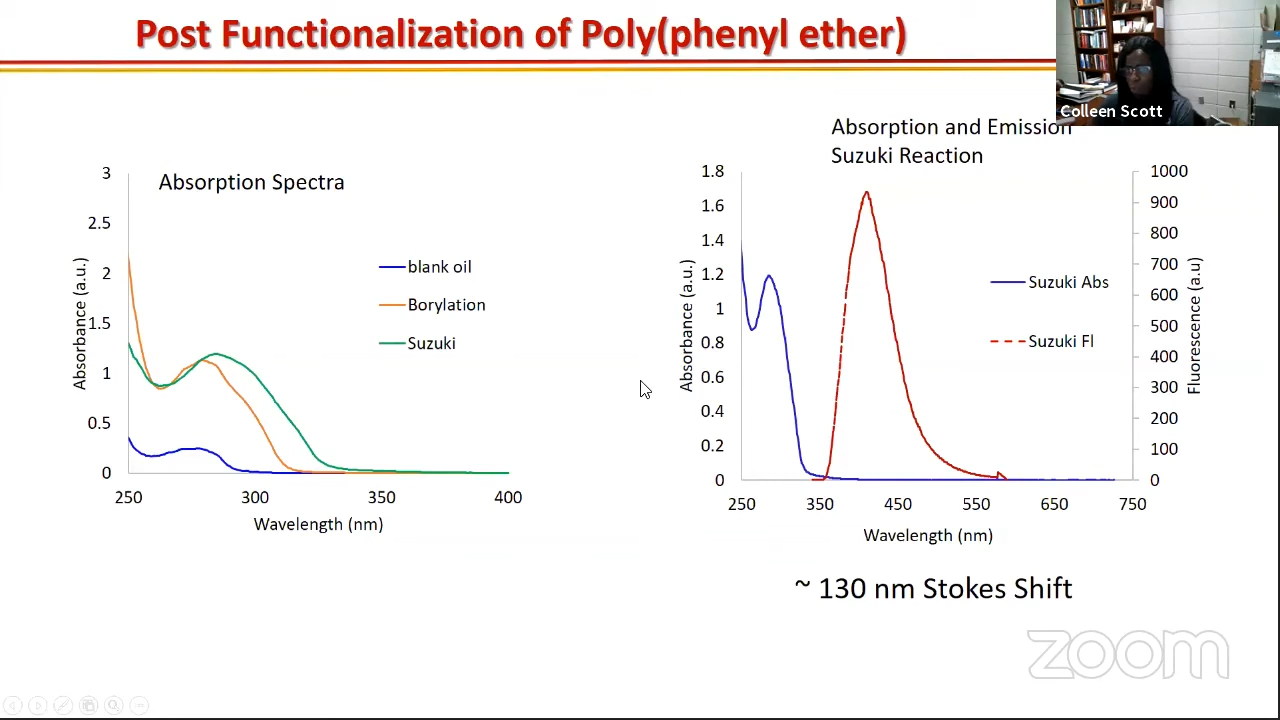 Post Functionalization of Poly(phenyl ether)
Colleen Scott
Absorption Spectra
3
2.5
2
1.5
1
0.5
0
Absorbance (a.u.)
blank oil
Borylation
Suzuki
250
300
350
400
Wavelength (nm)
Absorption and Emission
Suzuki Reaction
1.8
1.6
1.4
1.2
1
0.8
0.6
0.4
0.2
0
Absorbance (a.u.)
Suzuki Abs
Suzuki Fl
1000
900
800
700
600
500
400
300
200
100
0
Fluorescence (a.u)
250
350
450
550
650
750
Wavelength (nm)
~ 130 nm Stokes Shift
zoom